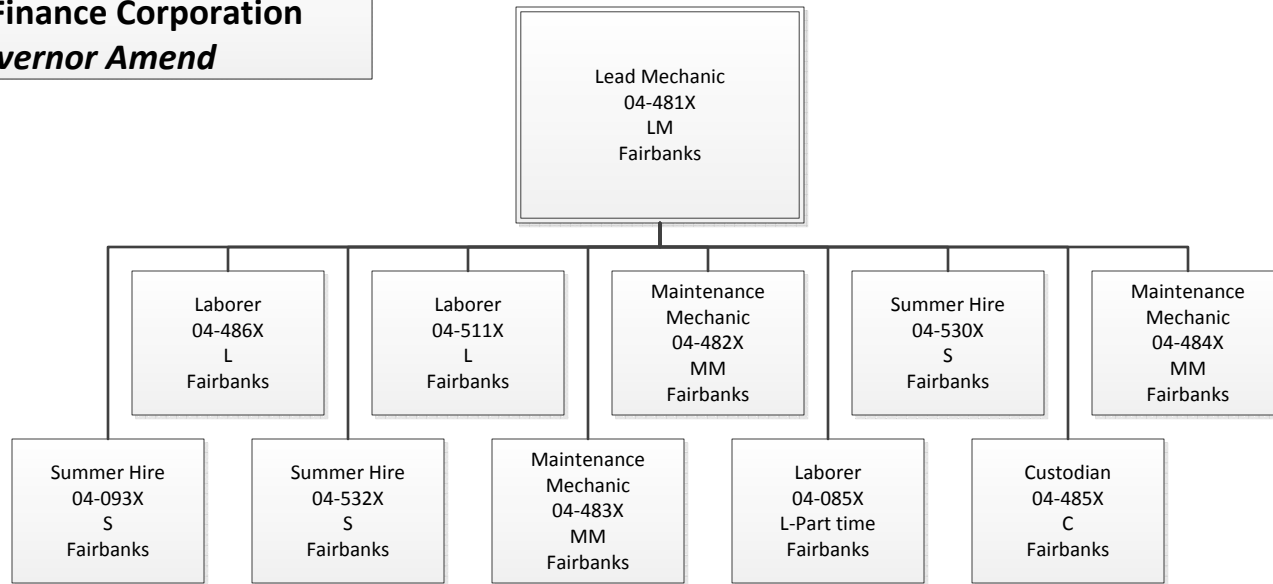 Finance Corporation
vernor Amend
Lead Mechanic
04-481X
LM
Fairbanks
Laborer
04-486X
L
Fairbanks
Laborer
04-511X
L
Fairbanks
Maintenance
Mechanic
04-482X
MM
Fairbanks
Summer Hire
04-530X
S
Fairbanks
Maintenance
Mechanic
04-484X
MM
Fairbanks
Summer Hire
04-093X
S
Fairbanks
Summer Hire
04-532X
S
Fairbanks
Maintenance
Mechanic
04-483X
MM
Fairbanks
Laborer
04-085X
L-Part time
Fairbanks
Custodian
04-485X
C
Fairbanks